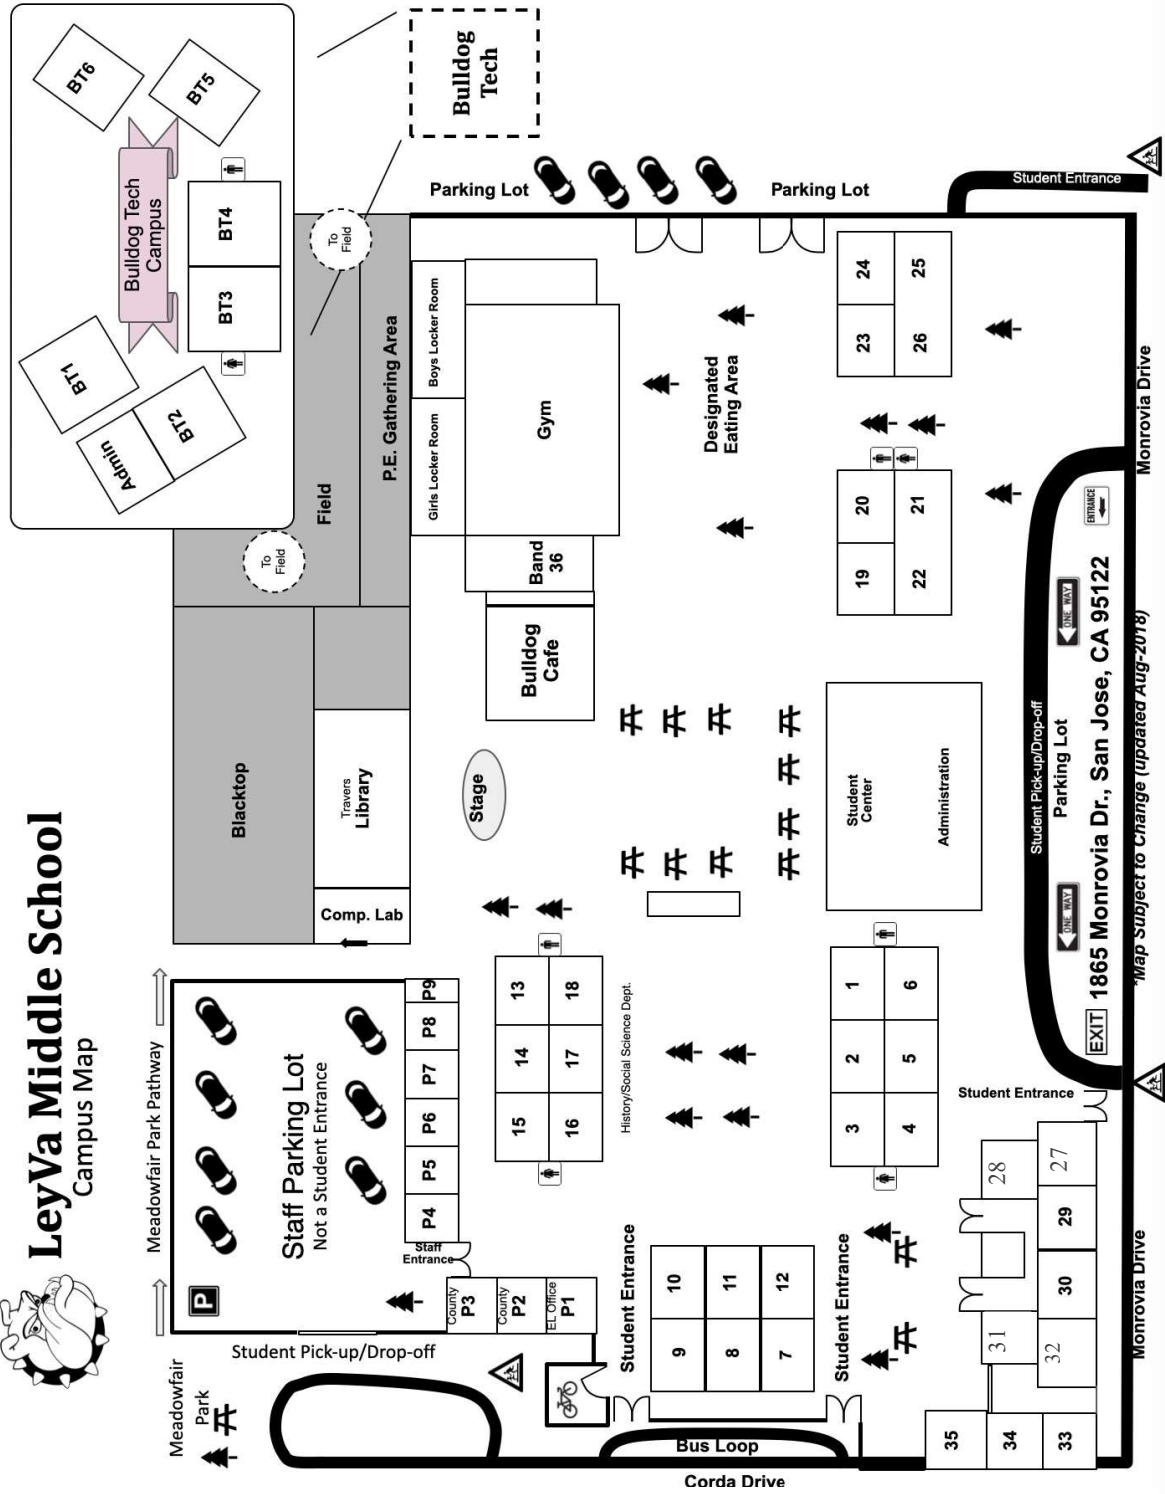 LeyVa Middle School
Campus Map
Meadowfair Park Pathway
Meadowfair
Park
P
Staff Parking Lot
Not a Student Entrance
Student Pick-up/Drop-off
Staff
Entrance
P4
P5
P6
P7
P8
P9
County
P3
County
P2
EL Office
P1
Blacktop
Comp. Lab
Travers
Library
Field
P.E. Gathering Area
To
Field
To
Field
Bulldog Tech
Campus
Admin
BT1
BT2
BT3
BT4
BT5
BT6
Bulldog
Tech
Parking Lot
Parking Lot
Student Entrance
Girls Locker Room
Boys Locker Room
Gym
Band
36
Bulldog
Cafe
Stage
Designated
Eating Area
15
14
13
16
17
18
History/Social Science Dept.
Student Entrance
9
10
8
11
7
12
Student Entrance
Bus Loop
Corda Drive
3
2
1
4
5
6
Student
Center
Administration
19
20
22
21
23
24
26
25
35
34
33
31
32
30
29
28
27
Student Entrance
Student Pick-up/Drop-off
Parking Lot
ONE WAY
ONE WAY
ENTRANCE
EXIT
1865 Monrovia Dr., San Jose, CA 95122
Monrovia Drive
*Map Subject to Change (updated Aug-2018)
Monrovia Drive